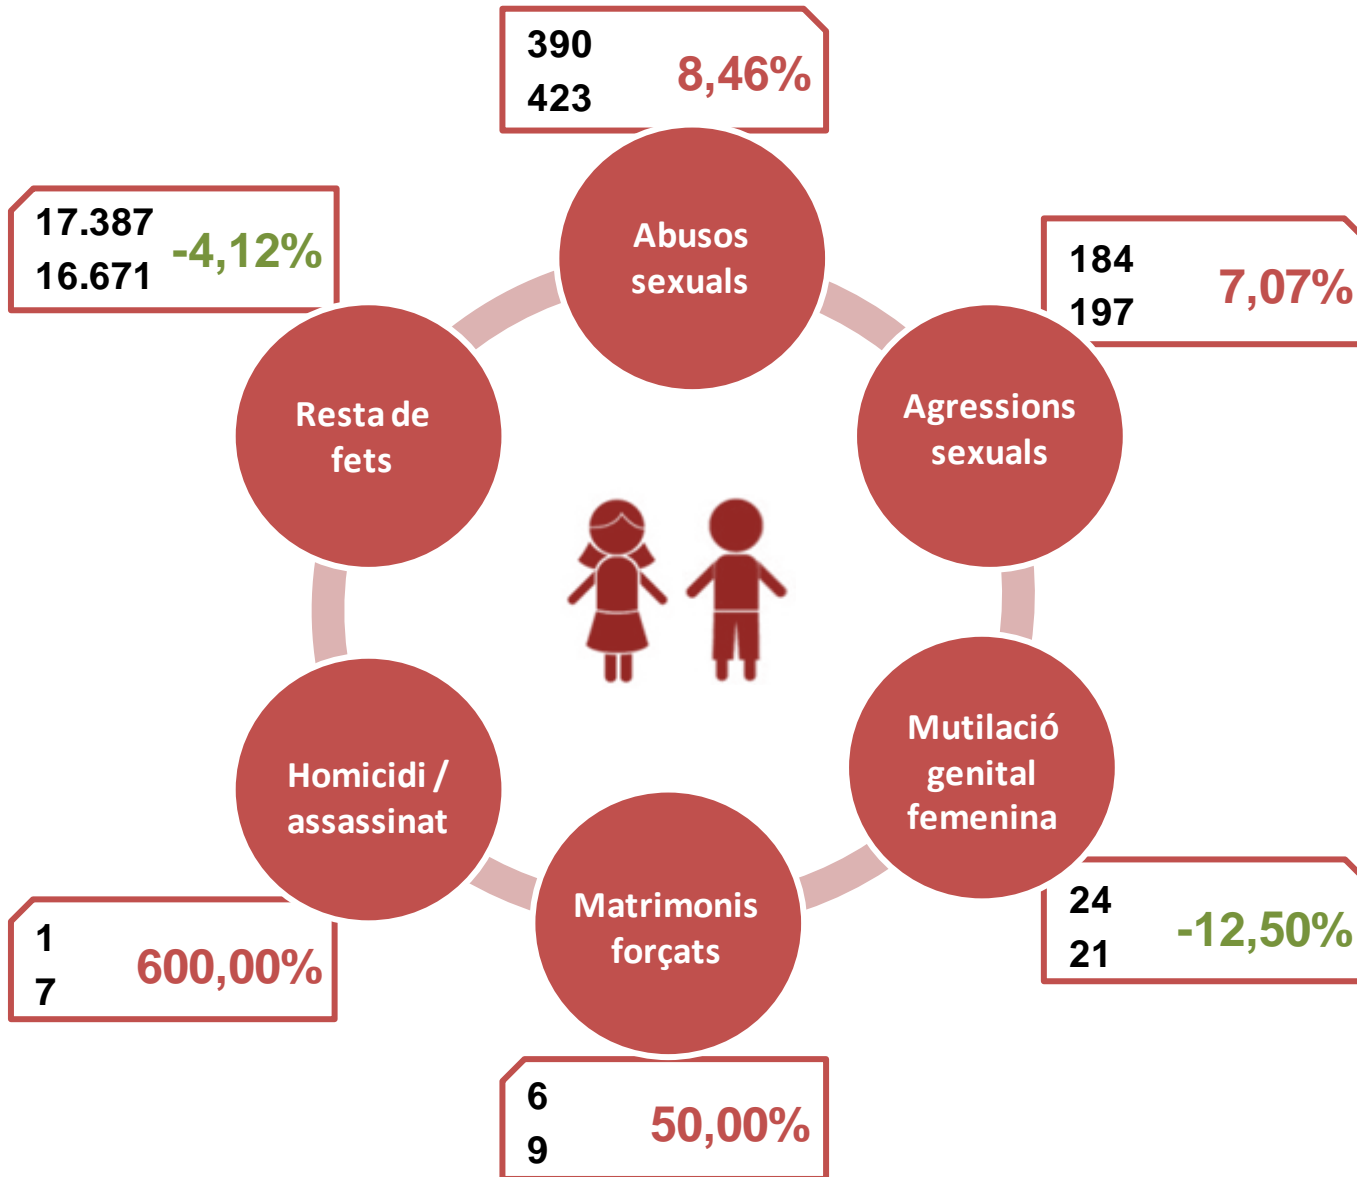 390
423
8,46%
Abusos
sexuals
184
197
7,07%
Agressions
sexuals
Mutilació
genital
femenina
24
21
-12,50%
Matrimonis
forçats
6
9
50,00%
Homicidi /
assassinat
1
7
600,00%
Resta de
fets
17.387
16.671
-4,12%